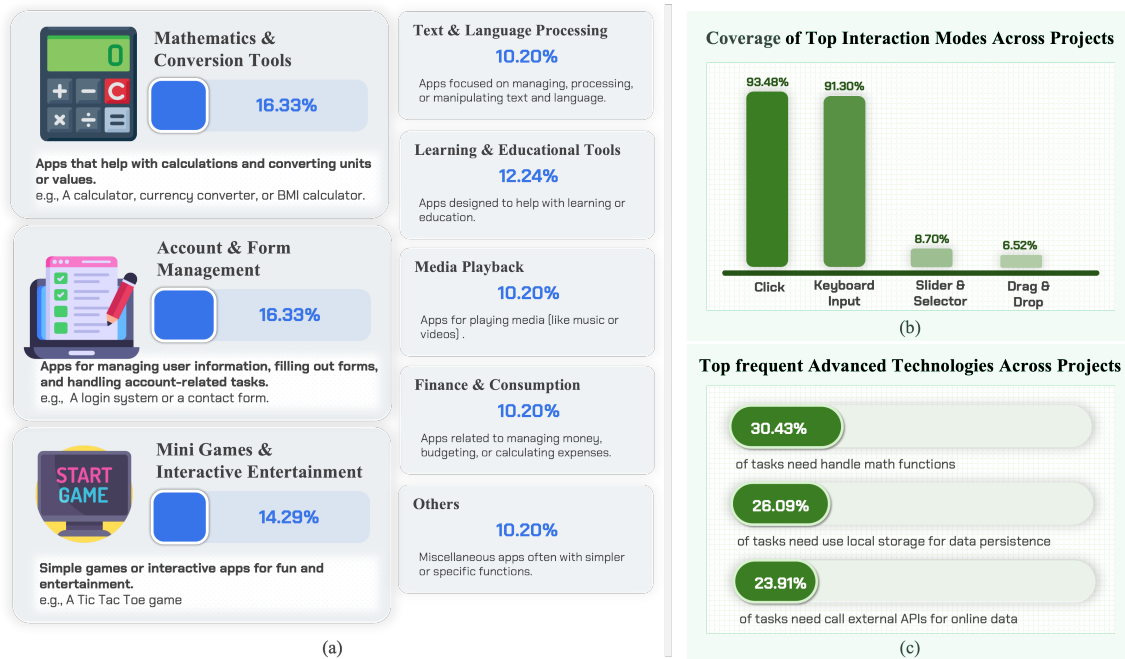 0
+ − C
× ÷ =
Mathematics &
Conversion Tools
16.33%
Apps that help with calculations and converting units
or values.
e.g., A calculator, currency converter, or BMI calculator.
Account & Form
Management
16.33%
Apps for managing user information, filling out forms,
and handling account-related tasks.
e.g., A login system or a contact form.
START
GAME
Mini Games &
Interactive Entertainment
14.29%
Simple games or interactive apps for fun and
entertainment.
e.g., A Tic Tac Toe game
Text & Language Processing
10.20%
Apps focused on managing, processing,
or manipulating text and language.
Learning & Educational Tools
12.24%
Apps designed to help with learning or
education.
Media Playback
10.20%
Apps for playing media [like music or
videos] .
Finance & Consumption
10.20%
Apps related to managing money,
budgeting, or calculating expenses.
Others
10.20%
Miscellaneous apps often with simpler
or specific functions.
(a)
Coverage of Top Interaction Modes Across Projects
93.48%
91.30%
8.70%
6.52%
Click
Keyboard
Input
Slider &
Selector
Drag &
Drop
(b)
Top frequent Advanced Technologies Across Projects
30.43%
of tasks need handle math functions
26.09%
of tasks need use local storage for data persistence
23.91%
of tasks need call external APIs for online data
(c)